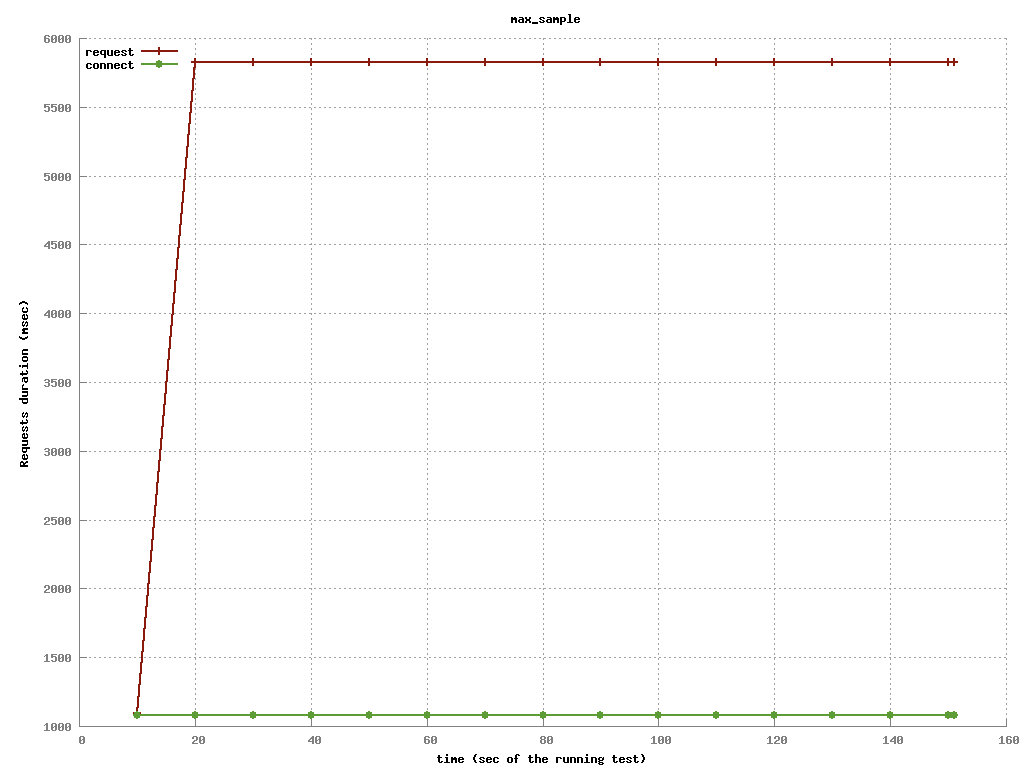 max_sample
6000
request
connect
5500
5000
4500
4000
3500
3000
2500
2000
1500
1000
Requests duration (msec)
0 20 40 60 80 100 120 140 160
time (sec of the running test)